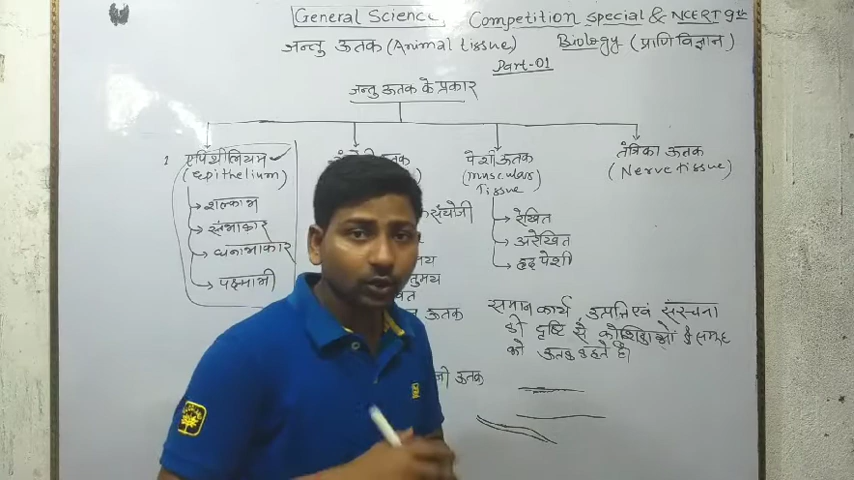 General Science, Competition Special & NCERT 9th
जन्तु ऊतक (Animal tissue) Biology (प्राणि विज्ञान)
Part-01
जन्तु ऊतक के प्रकार
1 एपिथीलियम
(Epithelium)
शल्काभ
स्तंभाकार
घनाभाकार
पक्ष्माभी
ऊतक
संयोजी
ऊतक
ऊतक
पेशी ऊतक
(muscular
Tissue)
रेखित
अरेखित
हृद पेशी
तंत्रिका ऊतक
(Nerve tissue)
समान कार्य उत्पत्ति एवं संरचना
की दृष्टि से कोशिकाओं के समूह
को ऊतक कहते हैं।